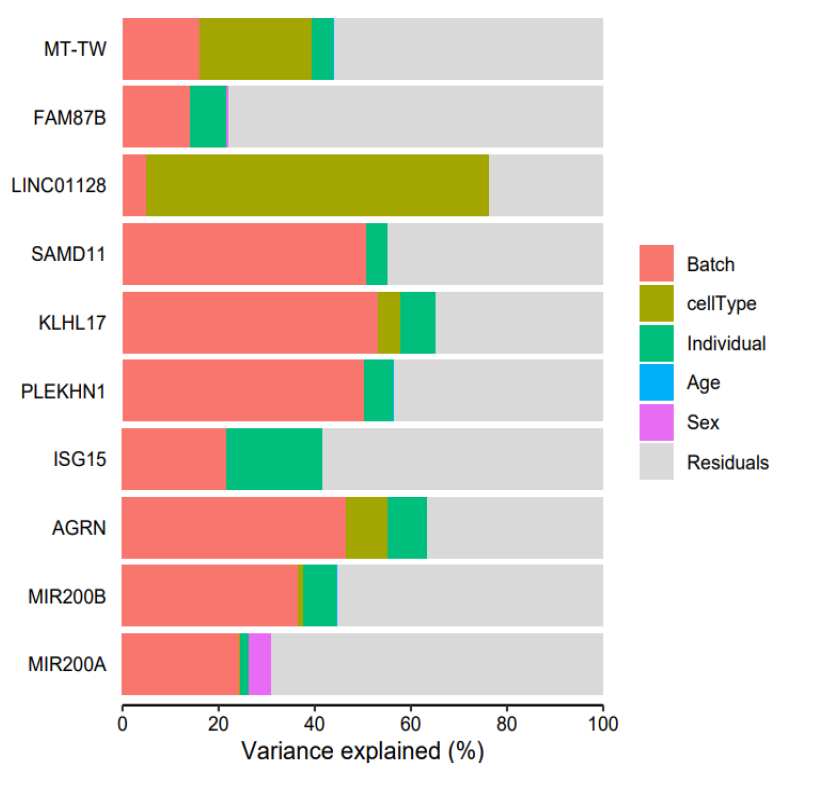 MT-TW
FAM87B
LINC01128
SAMD11
KLHL17
PLEKHN1
ISG15
AGRN
MIR200B
MIR200A
0 20 40 60 80 100
Variance explained (%)
Batch
cellType
Individual
Age
Sex
Residuals